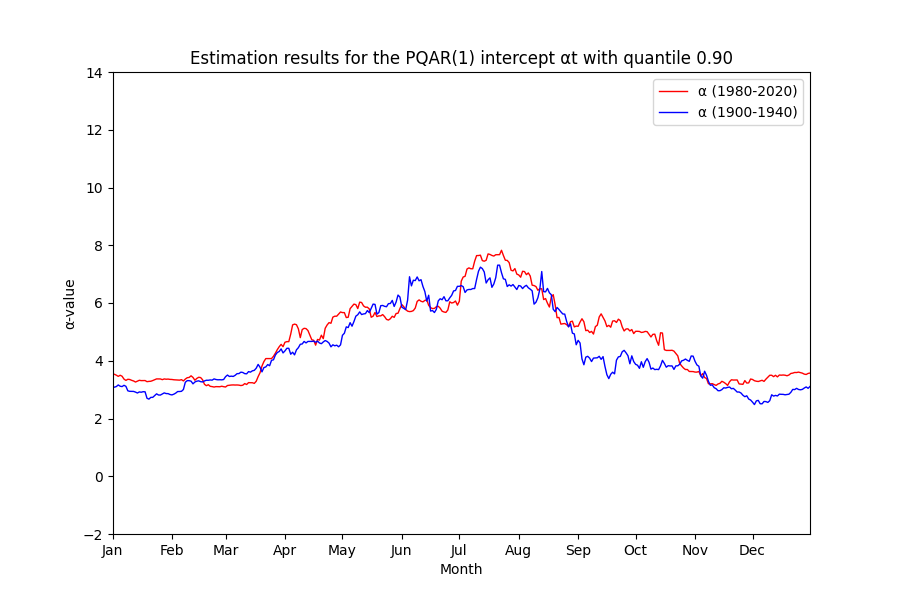 Estimation results for the PQAR(1) intercept αt with quantile 0.90
α (1980-2020)
α (1900-1940)
14
12
10
8
6
4
2
0
−2
α-value
Jan Feb Mar Apr May Jun Jul Aug Sep Oct Nov Dec
Month